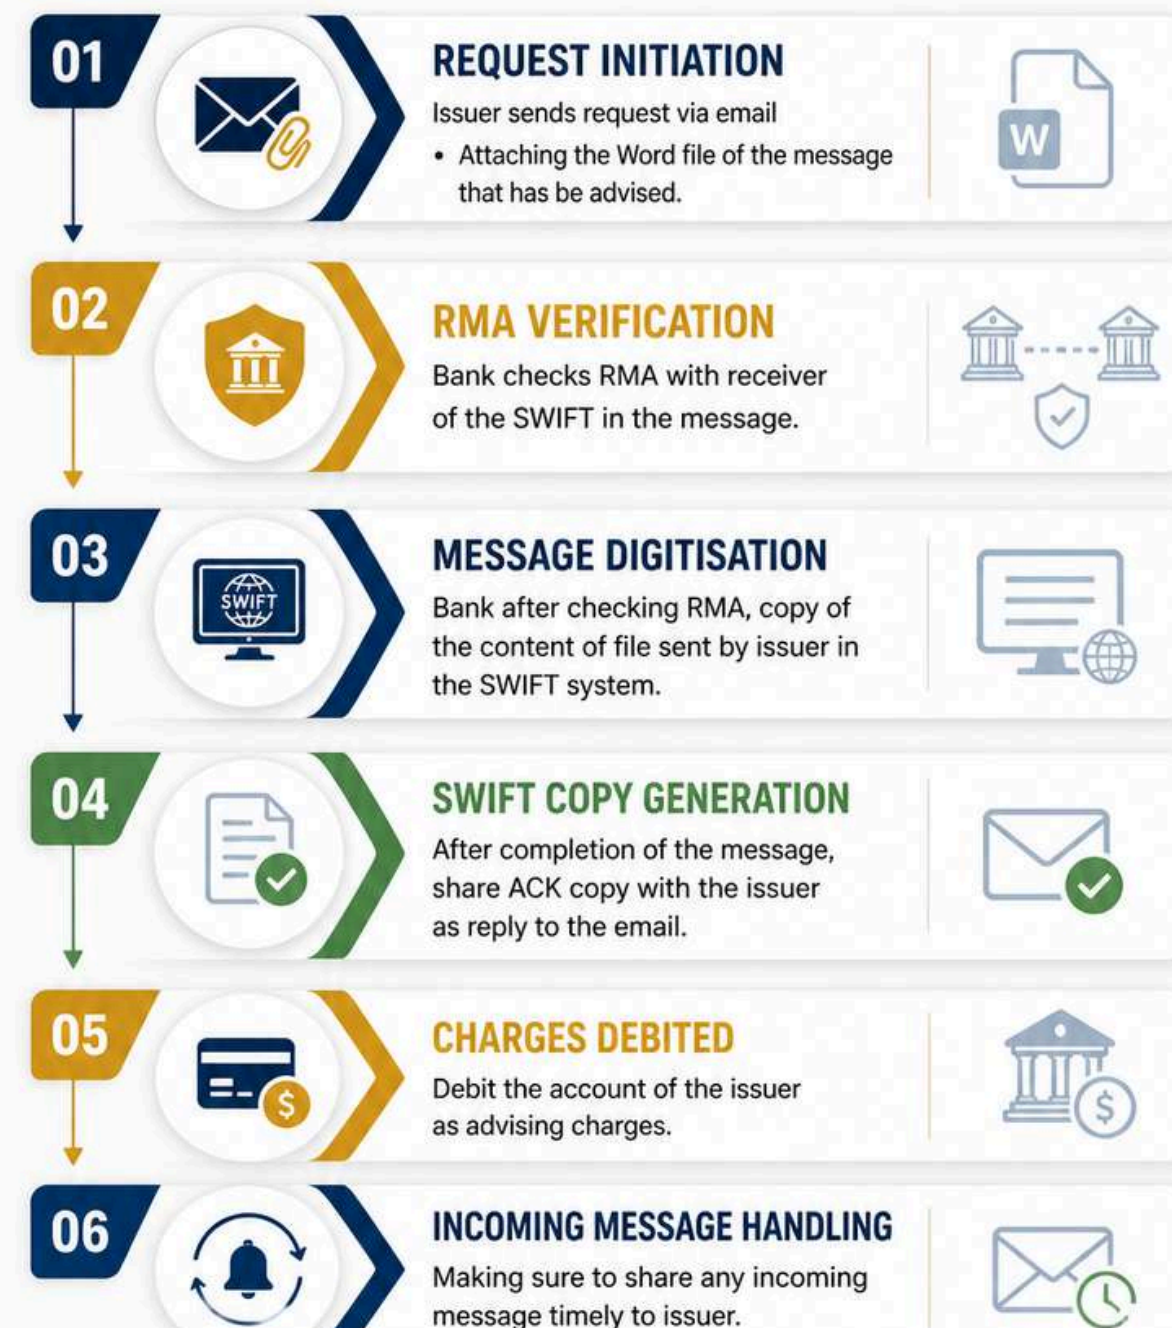 01
REQUEST INITIATION
Issuer sends request via email
• Attaching the Word file of the message
that has be advised.
W
02
RMA VERIFICATION
Bank checks RMA with receiver
of the SWIFT in the message.
03
SWIFT
MESSAGE DIGITISATION
Bank after checking RMA, copy of
the content of file sent by issuer in
the SWIFT system.
04
SWIFT COPY GENERATION
After completion of the message,
share ACK copy with the issuer
as reply to the email.
05
$
CHARGES DEBITED
Debit the account of the issuer
as advising charges.
$
06
INCOMING MESSAGE HANDLING
Making sure to share any incoming
message timely to issuer.